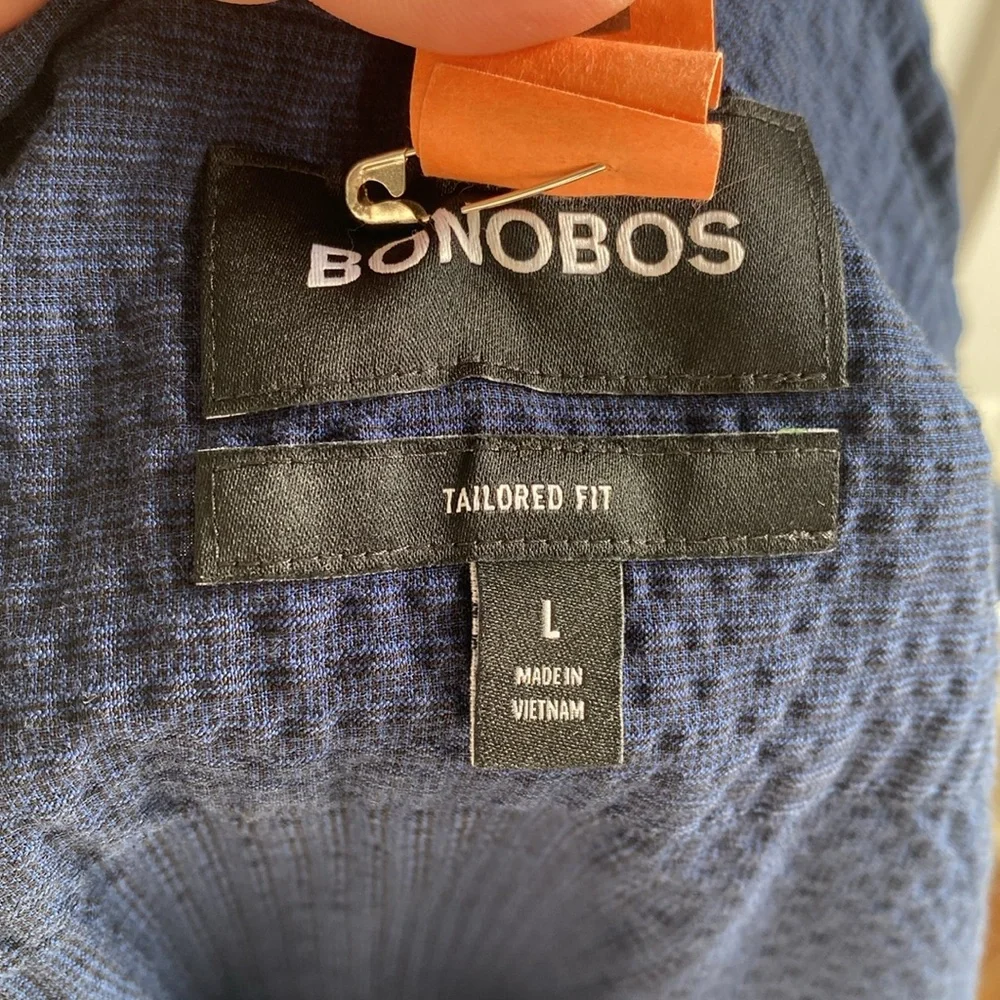 BONOBOS
TAILORED FIT
L
MADE IN
VIETNAM